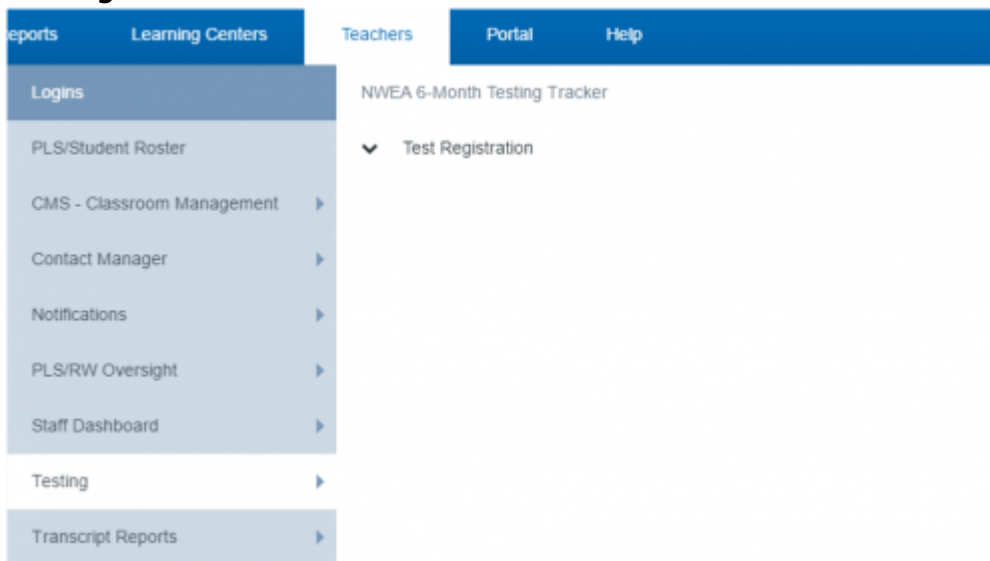 eports Learning Centers Teachers Portal Help
Logins
NWEA 6-Month Testing Tracker
PLS/Student Roster
Test Registration
CMS - Classroom Management
Contact Manager
Notifications
PLS/RW Oversight
Staff Dashboard
Testing
Transcript Reports